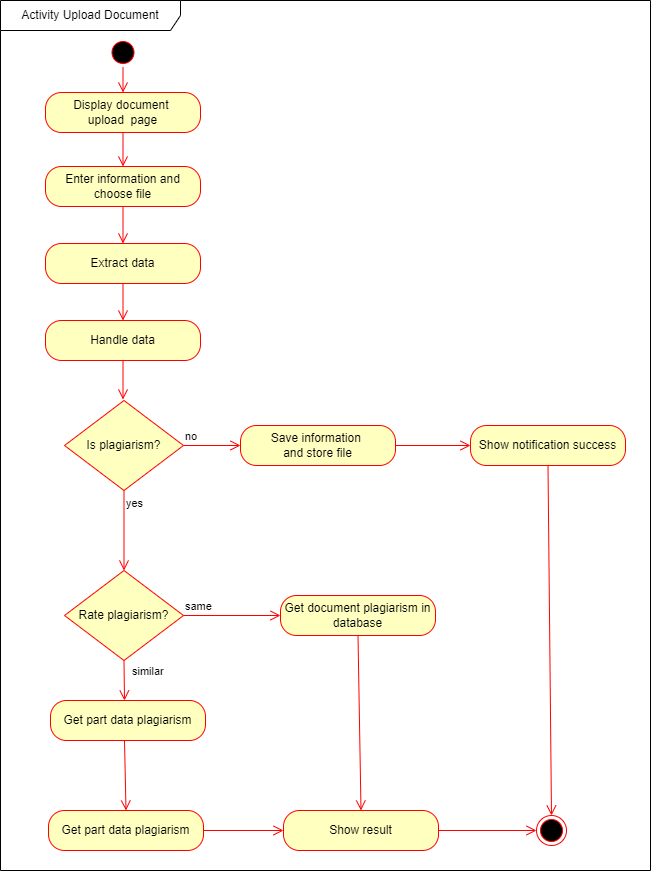 Activity Upload Document
Display document
upload page
Enter information and
choose file
Extract data
Handle data
Is plagiarism?
no
Save information
and store file
Show notification success
yes
Rate plagiarism?
same
Get document plagiarism in
database
similar
Get part data plagiarism
Get part data plagiarism
Show result